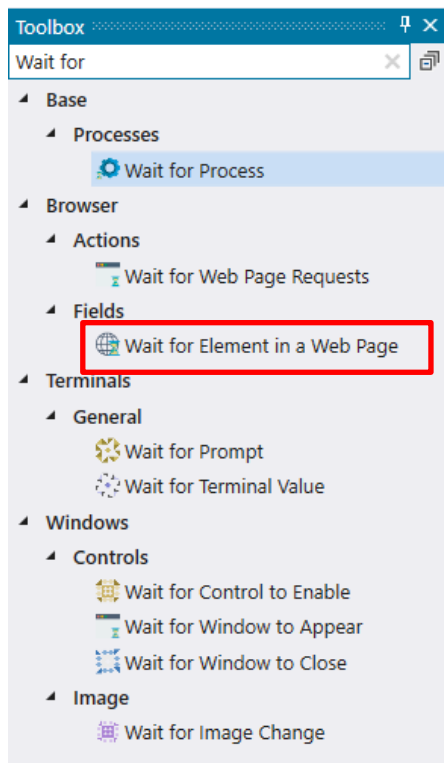 Toolbox
Wait for
Base
Processes
Wait for Process
Browser
Actions
Wait for Web Page Requests
Fields
Wait for Element in a Web Page
Terminals
General
Wait for Prompt
Wait for Terminal Value
Windows
Controls
Wait for Control to Enable
Wait for Window to Appear
Wait for Window to Close
Image
Wait for Image Change